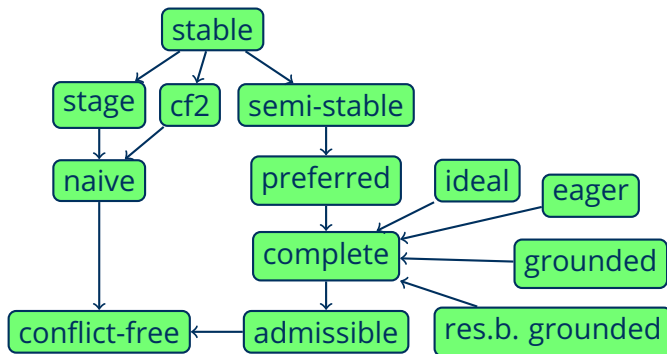 stable
stage
cf2
semi-stable
naive
preferred
ideal
eager
complete
grounded
conflict-free
admissible
res.b. grounded